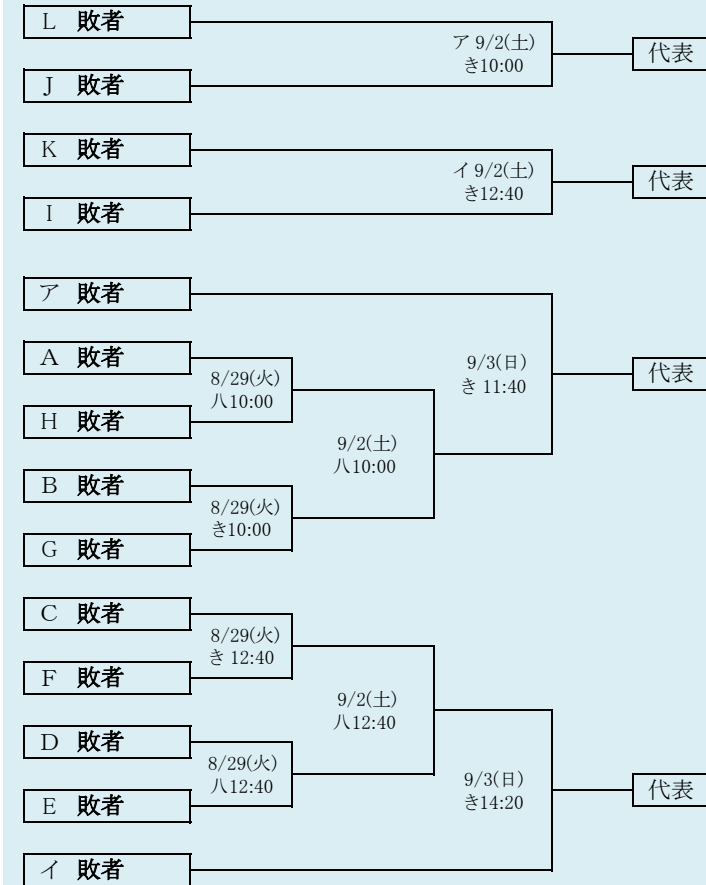 L 敗者
ア 9/2(土)
き10:00
代表
J 敗者
K 敗者
イ 9/2(土)
き12:40
代表
I 敗者
ア 敗者
A 敗者
8/29(火)
八10:00
9/3(日)
き 11:40
代表
H 敗者
9/2(土)
八10:00
B 敗者
8/29(火)
き10:00
G 敗者
C 敗者
8/29(火)
き 12:40
F 敗者
9/2(土)
八12:40
D 敗者
8/29(火)
八12:40
9/3(日)
き14:20
代表
E 敗者
イ 敗者